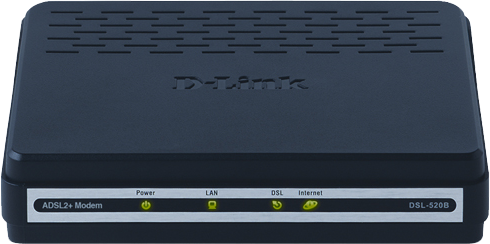 D-Link
Power LAN DSL Internet
ADSL2+ Modem DSL-520B